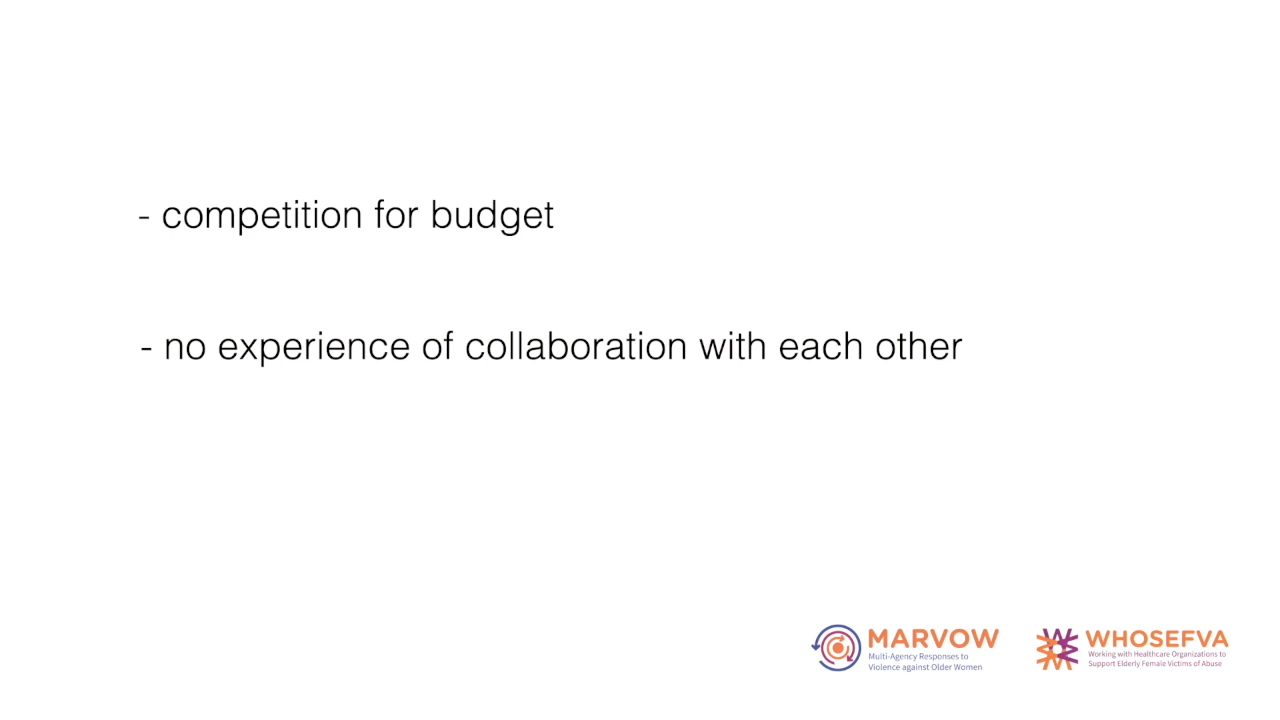 - competition for budget
- no experience of collaboration with each other
MARVOW
Multi-Agency Responses to
Violence against Older Women
WHOSEFVA
Working with Healthcare Organizations to
Support Elderly Female Victims of Abuse